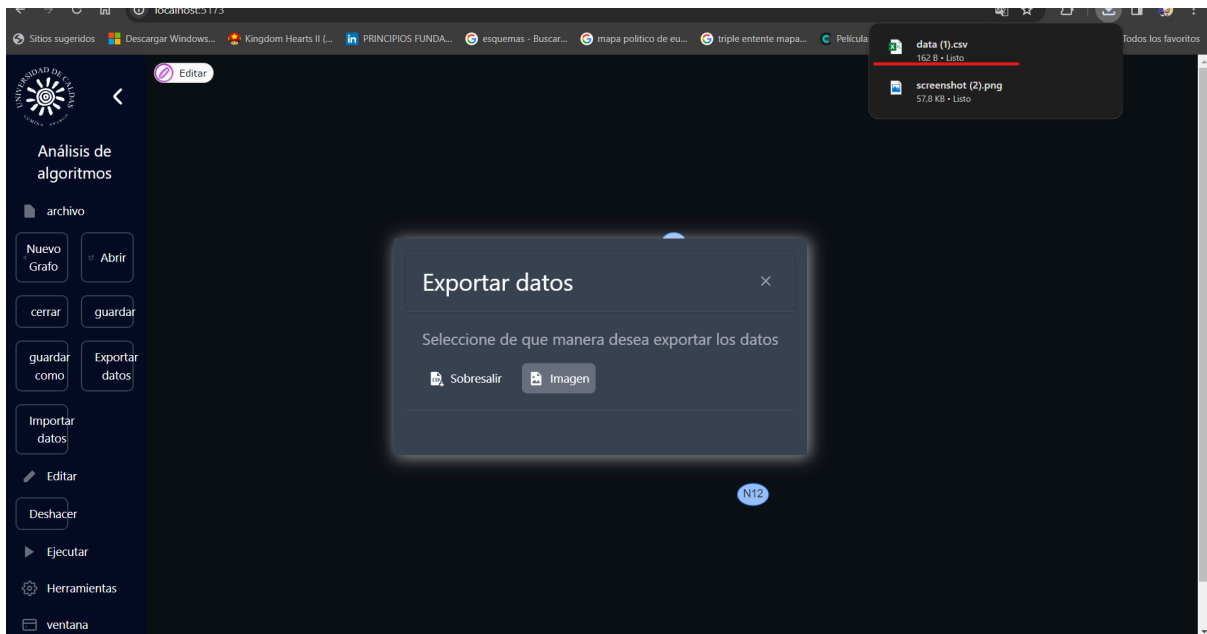 localhost:5173
Sitios sugeridos
Descargar Windows...
Kingdom Hearts II (...
PRINCIPIOS FUNDA...
esquemas - Buscar...
mapa politico de eu...
triple entente mapa...
Película
Todos los favoritos
data (1).csv
162 B • Listo
screenshot (2).png
57,8 KB • Listo
UNIVERSIDAD DE CALDAS
Editar
Análisis de
algoritmos
archivo
Nuevo
Grafo
Abrir
cerrar
guardar
guardar
como
Exportar
datos
Importar
datos
Editar
Deshacer
Ejecutar
Herramientas
ventana
Exportar datos
Seleccione de que manera desea exportar los datos
Sobresalir
Imagen
N12